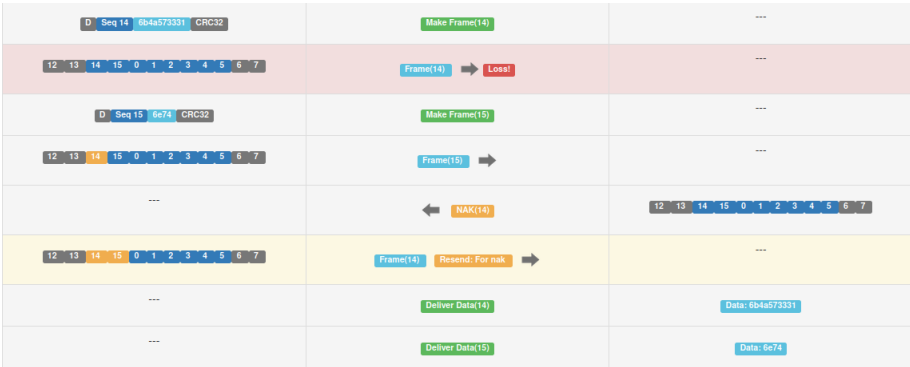 D Seq 14 6b4a573331 CRC32 Make Frame(14) ---
12 13 14 15 0 1 2 3 4 5 6 7 Frame(14) Loss! ---
D Seq 15 6e74 CRC32 Make Frame(15) ---
12 13 14 15 0 1 2 3 4 5 6 7 Frame(15) ---
--- NAK(14) 12 13 14 15 0 1 2 3 4 5 6 7
12 13 14 15 0 1 2 3 4 5 6 7 Frame(14) Resend: For nak ---
--- Deliver Data(14) Data: 6b4a573331
--- Deliver Data(15) Data: 6e74